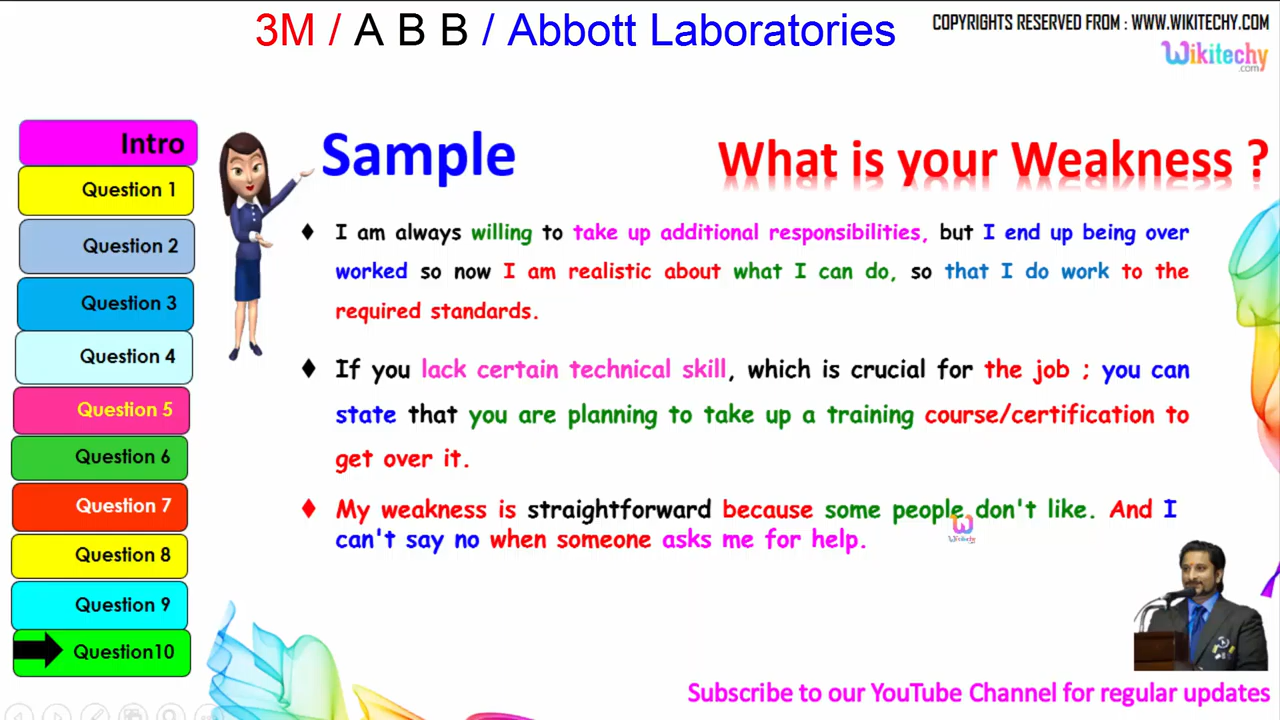 3M / A B B / Abbott Laboratories
COPYRIGHTS RESERVED FROM : WWW.WIKITECHY.COM
Wikitechy
.com
Intro
Question 1
Question 2
Question 3
Question 4
Question 5
Question 6
Question 7
Question 8
Question 9
Question10
Sample
What is your Weakness ?
♦ I am always willing to take up additional responsibilities, but I end up being over
worked so now I am realistic about what I can do, so that I do work to the
required standards.
♦ If you lack certain technical skill, which is crucial for the job ; you can
state that you are planning to take up a training course/certification to
get over it.
♦ My weakness is straightforward because some people don't like. And I
can't say no when someone asks me for help.
Wikitechy
Subscribe to our YouTube Channel for regular updates